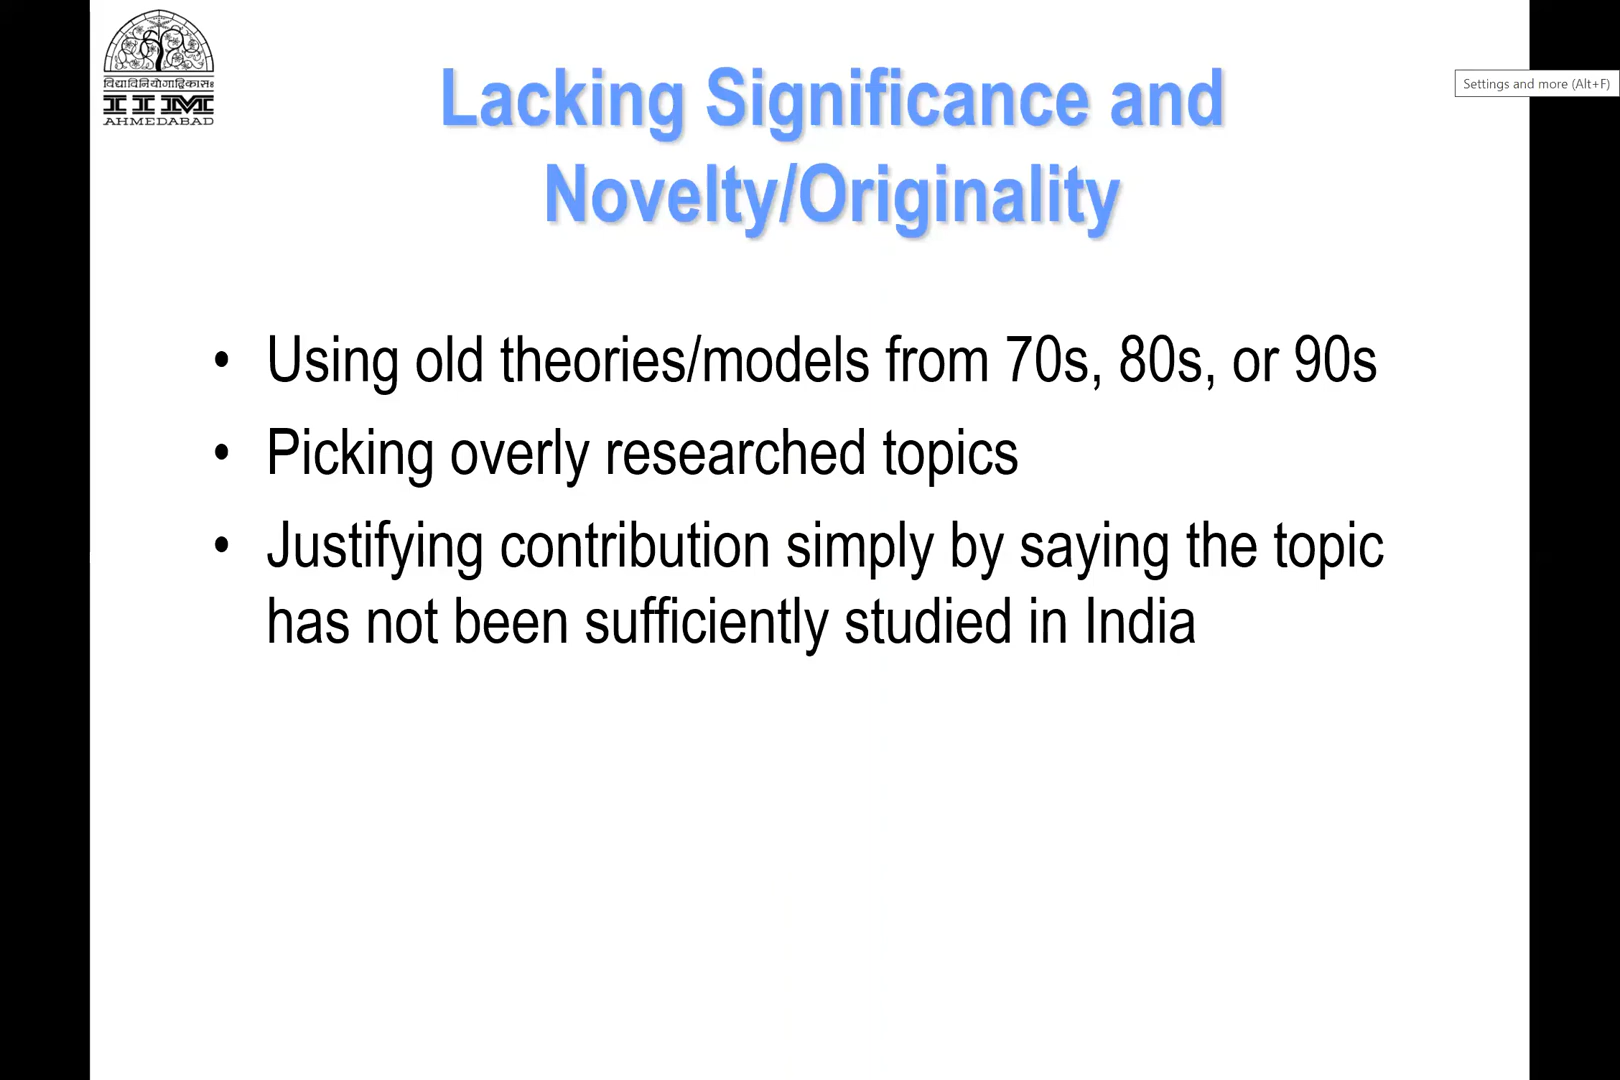 विद्याविनियोगाद्विकासः
IIM
AHMEDABAD
Lacking Significance and
Novelty/Originality
Settings and more (Alt+F)
• Using old theories/models from 70s, 80s, or 90s
• Picking overly researched topics
• Justifying contribution simply by saying the topic
has not been sufficiently studied in India